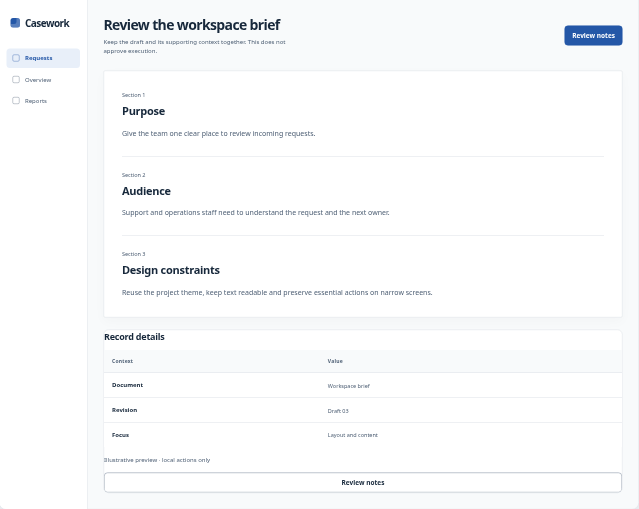 Casework
Requests
Overview
Reports
Review the workspace brief
Keep the draft and its supporting context together. This does not
approve execution.
Review notes
Section 1
Purpose
Give the team one clear place to review incoming requests.
Section 2
Audience
Support and operations staff need to understand the request and the next owner.
Section 3
Design constraints
Reuse the project theme, keep text readable and preserve essential actions on narrow screens.
Record details
Context Value
Document Workspace brief
Revision Draft 03
Focus Layout and content
Illustrative preview · local actions only
Review notes